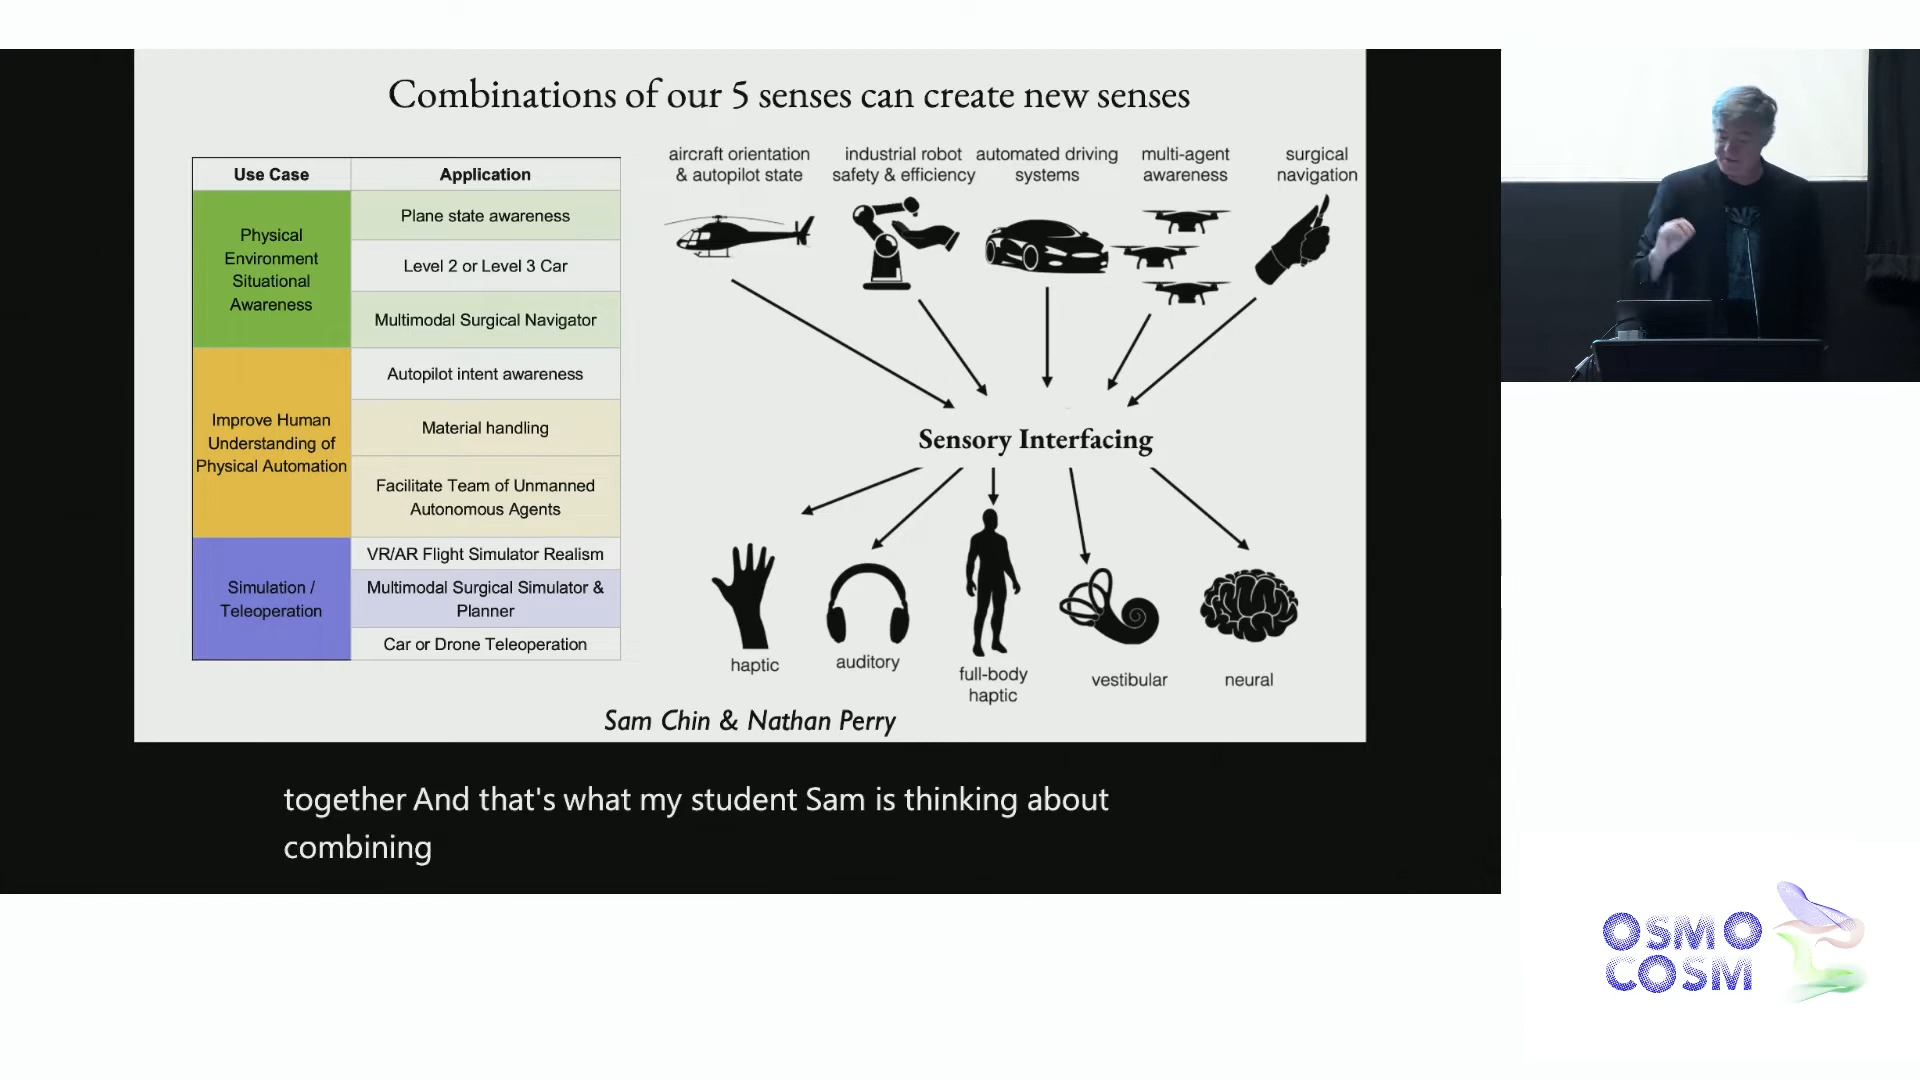 Combinations of our 5 senses can create new senses
Use Case
Application
Physical
Environment
Situational
Awareness
Plane state awareness
Level 2 or Level 3 Car
Multimodal Surgical Navigator
Improve Human
Understanding of
Physical Automation
Autopilot intent awareness
Material handling
Facilitate Team of Unmanned
Autonomous Agents
Simulation /
Teleoperation
VR/AR Flight Simulator Realism
Multimodal Surgical Simulator &
Planner
Car or Drone Teleoperation
aircraft orientation
& autopilot state
industrial robot
safety & efficiency
automated driving
systems
multi-agent
awareness
surgical
navigation
Sensory Interfacing
haptic
auditory
full-body
haptic
vestibular
neural
Sam Chin & Nathan Perry
together And that's what my student Sam is thinking about
combining
OSMO
COSM